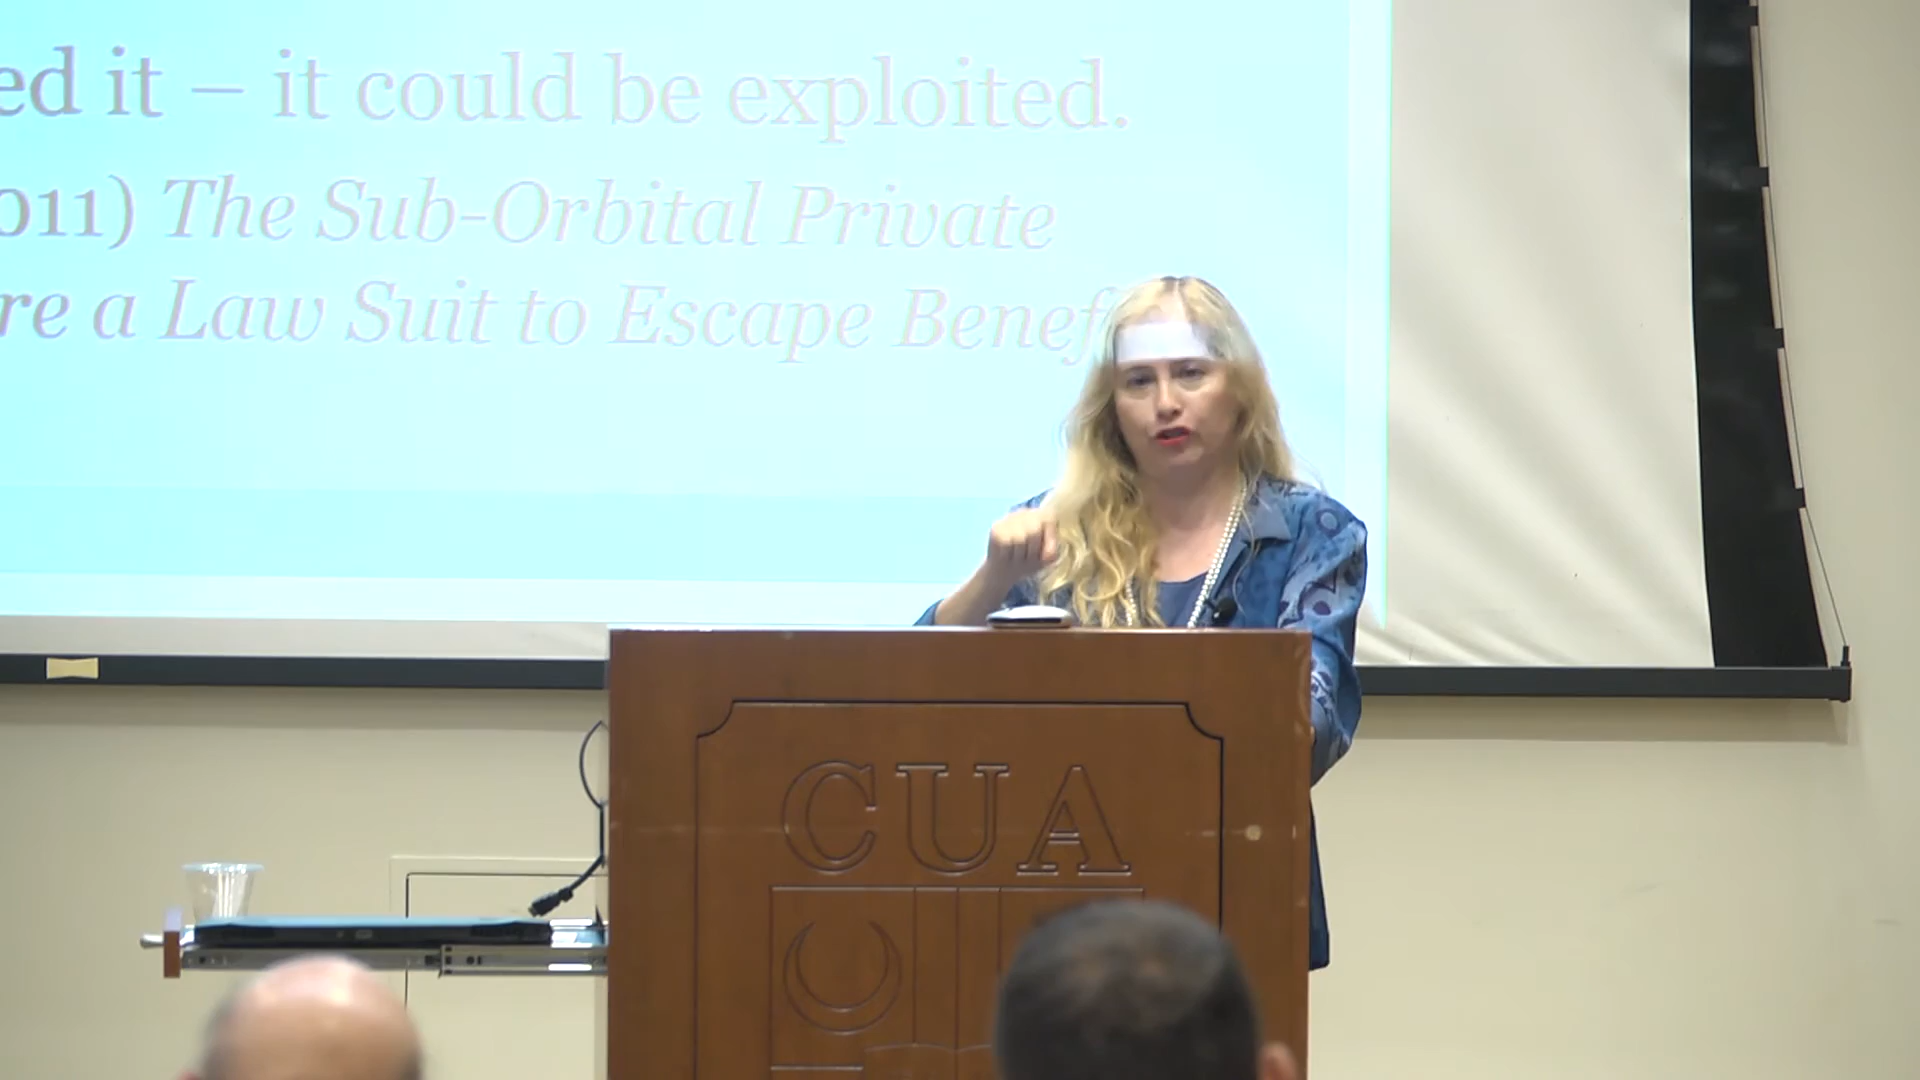 ed it – it could be exploited.
011) The Sub-Orbital Private
re a Law Suit to Escape Benef
CUA